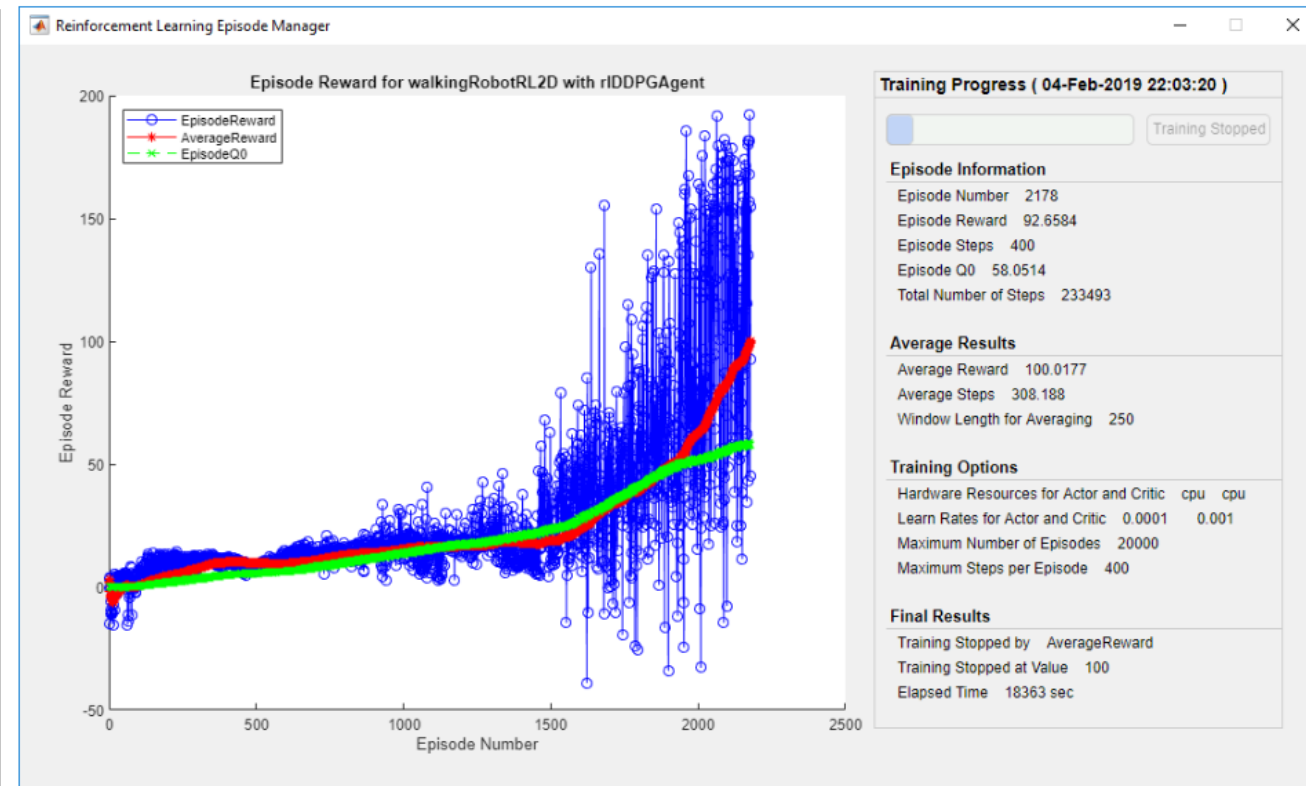 Reinforcement Learning Episode Manager
Episode Reward for walkingRobotRL2D with rlDDPGAgent
EpisodeReward
AverageReward
EpisodeQ0
200
150
100
50
0
-50
0 500 1000 1500 2000 2500
Episode Reward
Episode Number
Training Progress ( 04-Feb-2019 22:03:20 )
Training Stopped
Episode Information
Episode Number 2178
Episode Reward 92.6584
Episode Steps 400
Episode Q0 58.0514
Total Number of Steps 233493
Average Results
Average Reward 100.0177
Average Steps 308.188
Window Length for Averaging 250
Training Options
Hardware Resources for Actor and Critic cpu cpu
Learn Rates for Actor and Critic 0.0001 0.001
Maximum Number of Episodes 20000
Maximum Steps per Episode 400
Final Results
Training Stopped by AverageReward
Training Stopped at Value 100
Elapsed Time 18363 sec